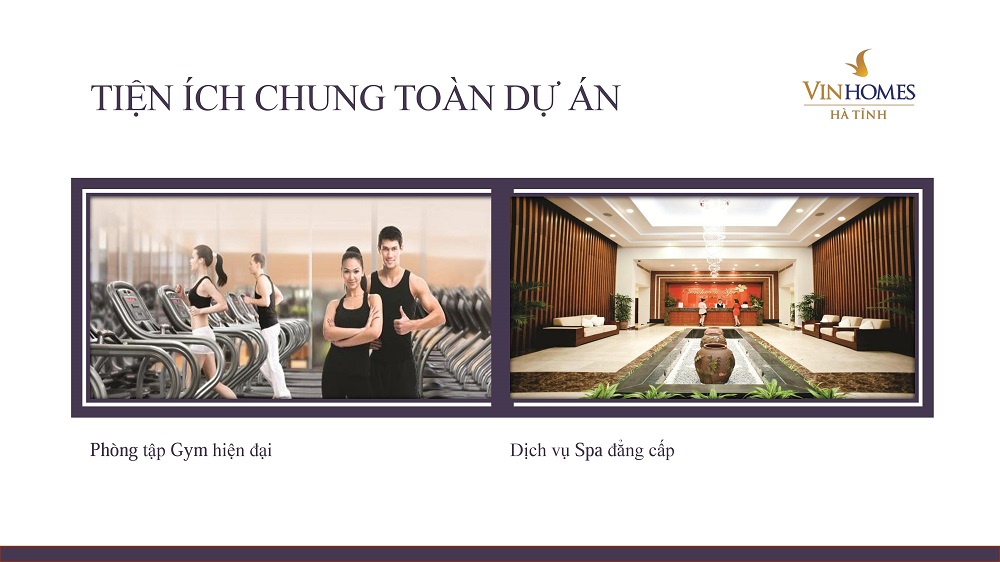 TIỆN ÍCH CHUNG TOÀN DỰ ÁN
VINHOMES
HÀ TĨNH
Phòng tập Gym hiện đại
Dịch vụ Spa đẳng cấp